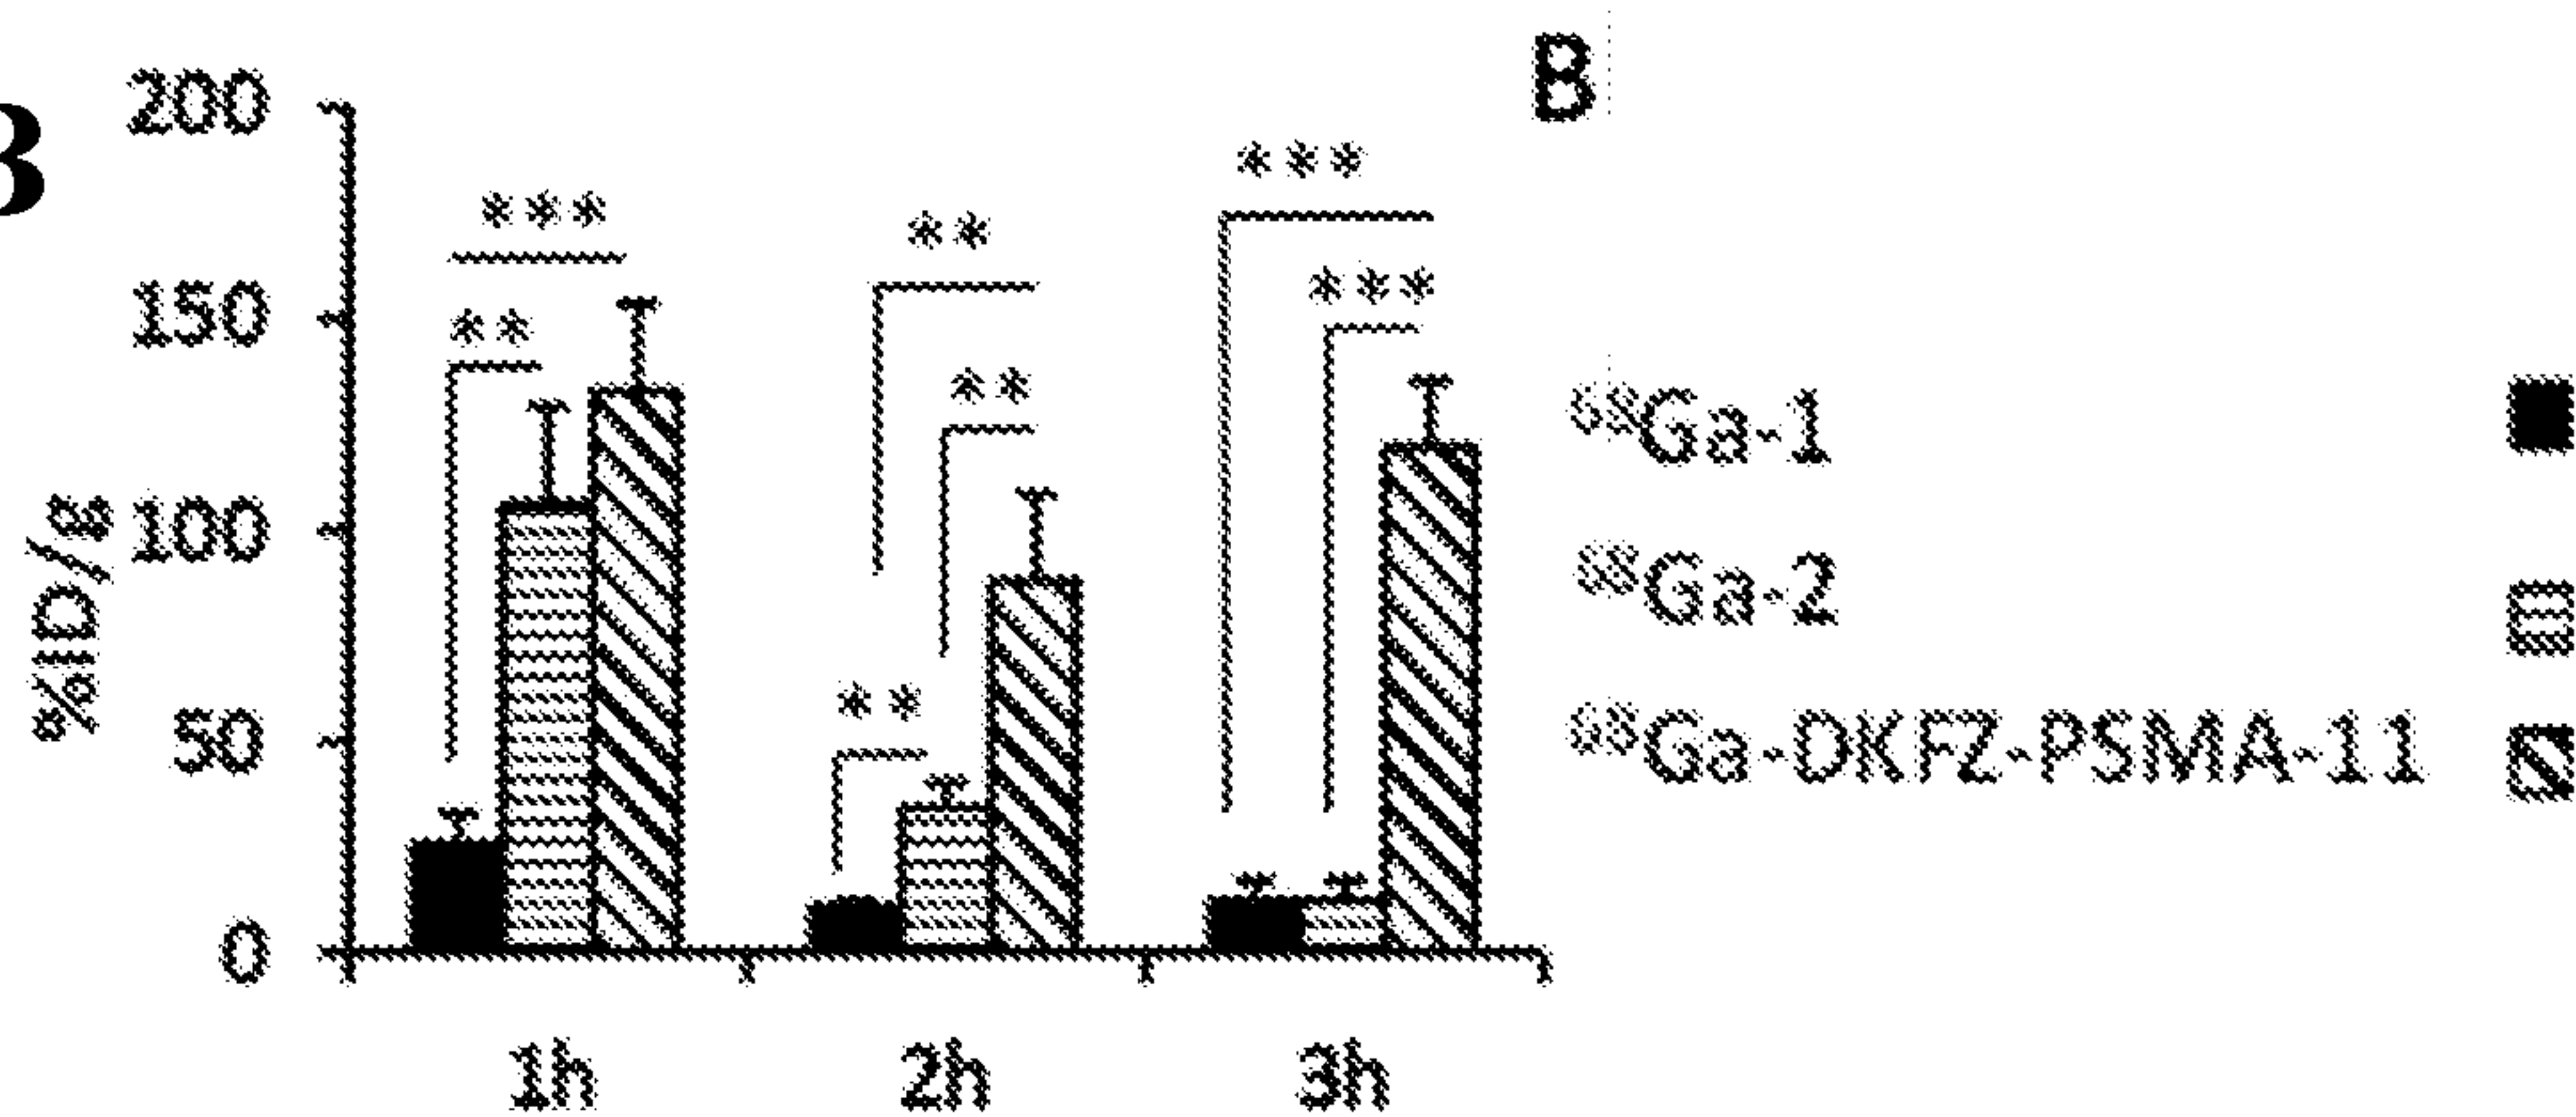 B
B
200
150
100
50
0
%ID/g
***
**
**
**
**
***
***
1h
2h
3h
⁶⁸Ga-1
⁶⁸Ga-2
⁶⁸Ga-DKFZ-PSMA-11